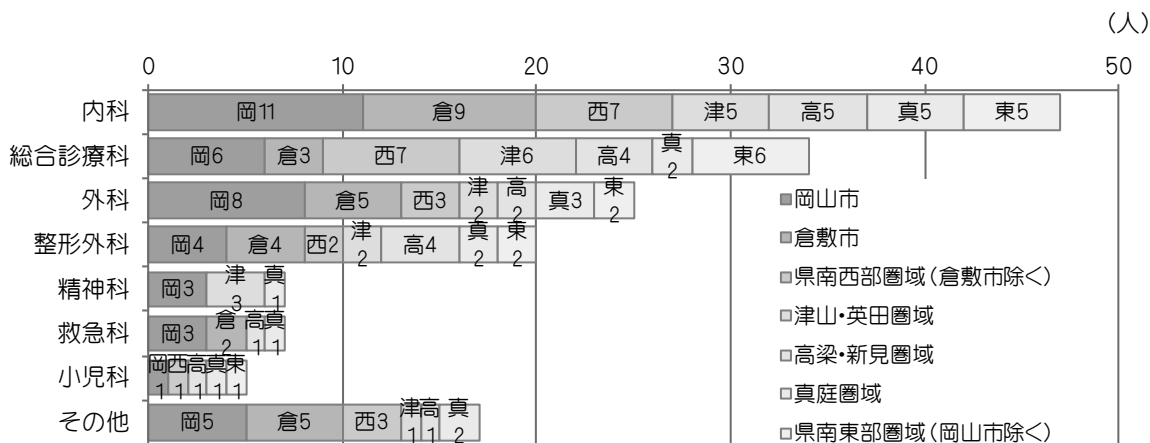 (人)
0 10 20 30 40 50
内科 岡11 倉9 西7 津5 高5 真5 東5
総合診療科 岡6 倉3 西7 津6 高4 真2 東6
外科 岡8 倉5 西3 津2 高2 真3 東2
整形外科 岡4 倉4 西2 津2 高4 真2 東2
精神科 岡3 津3 真1
救急科 岡3 倉2 高1 真1
小児科 岡1 西1 高1 真1 東1
その他 岡5 倉5 西3 津1 高1 真2
岡山市
倉敷市
県南西部圏域(倉敷市除く)
津山・英田圏域
高梁・新見圏域
真庭圏域
県南東部圏域(岡山市除く)